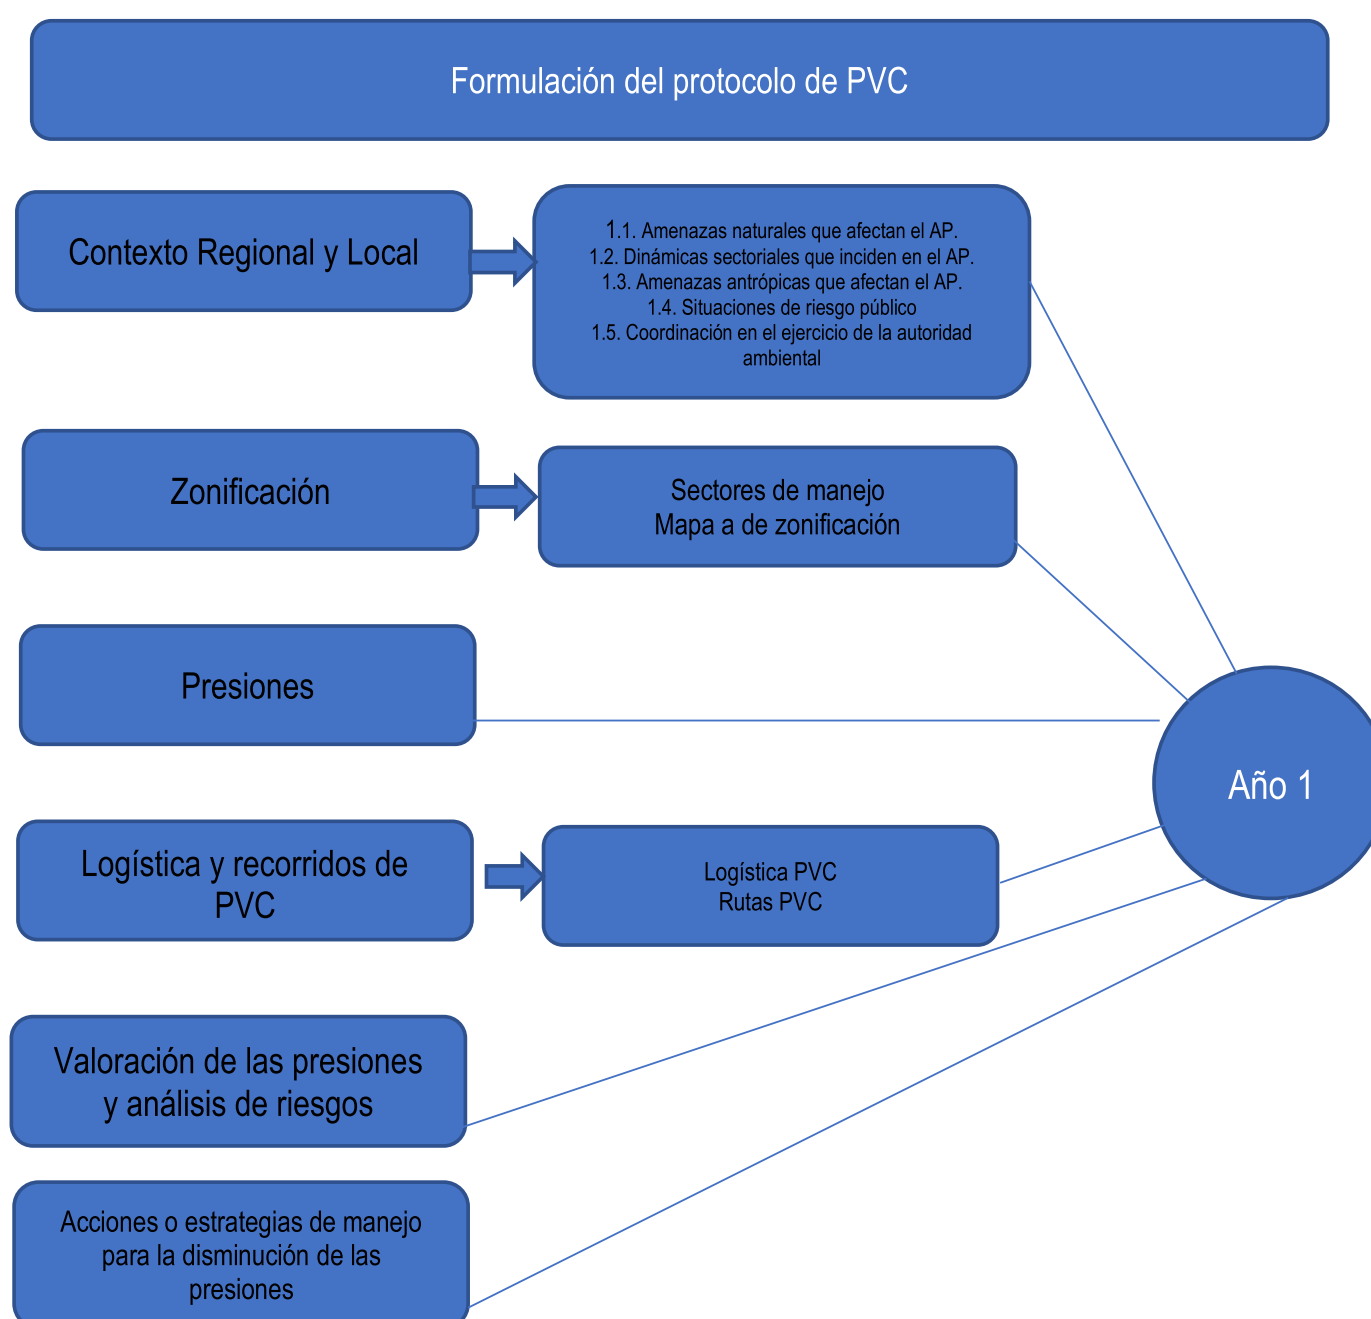 Formulación del protocolo de PVC
Contexto Regional y Local
1.1. Amenazas naturales que afectan el AP.
1.2. Dinámicas sectoriales que inciden en el AP.
1.3. Amenazas antrópicas que afectan el AP.
1.4. Situaciones de riesgo público
1.5. Coordinación en el ejercicio de la autoridad
ambiental
Zonificación
Sectores de manejo
Mapa a de zonificación
Presiones
Año 1
Logística y recorridos de
PVC
Logística PVC
Rutas PVC
Valoración de las presiones
y análisis de riesgos
Acciones o estrategias de manejo
para la disminución de las
presiones